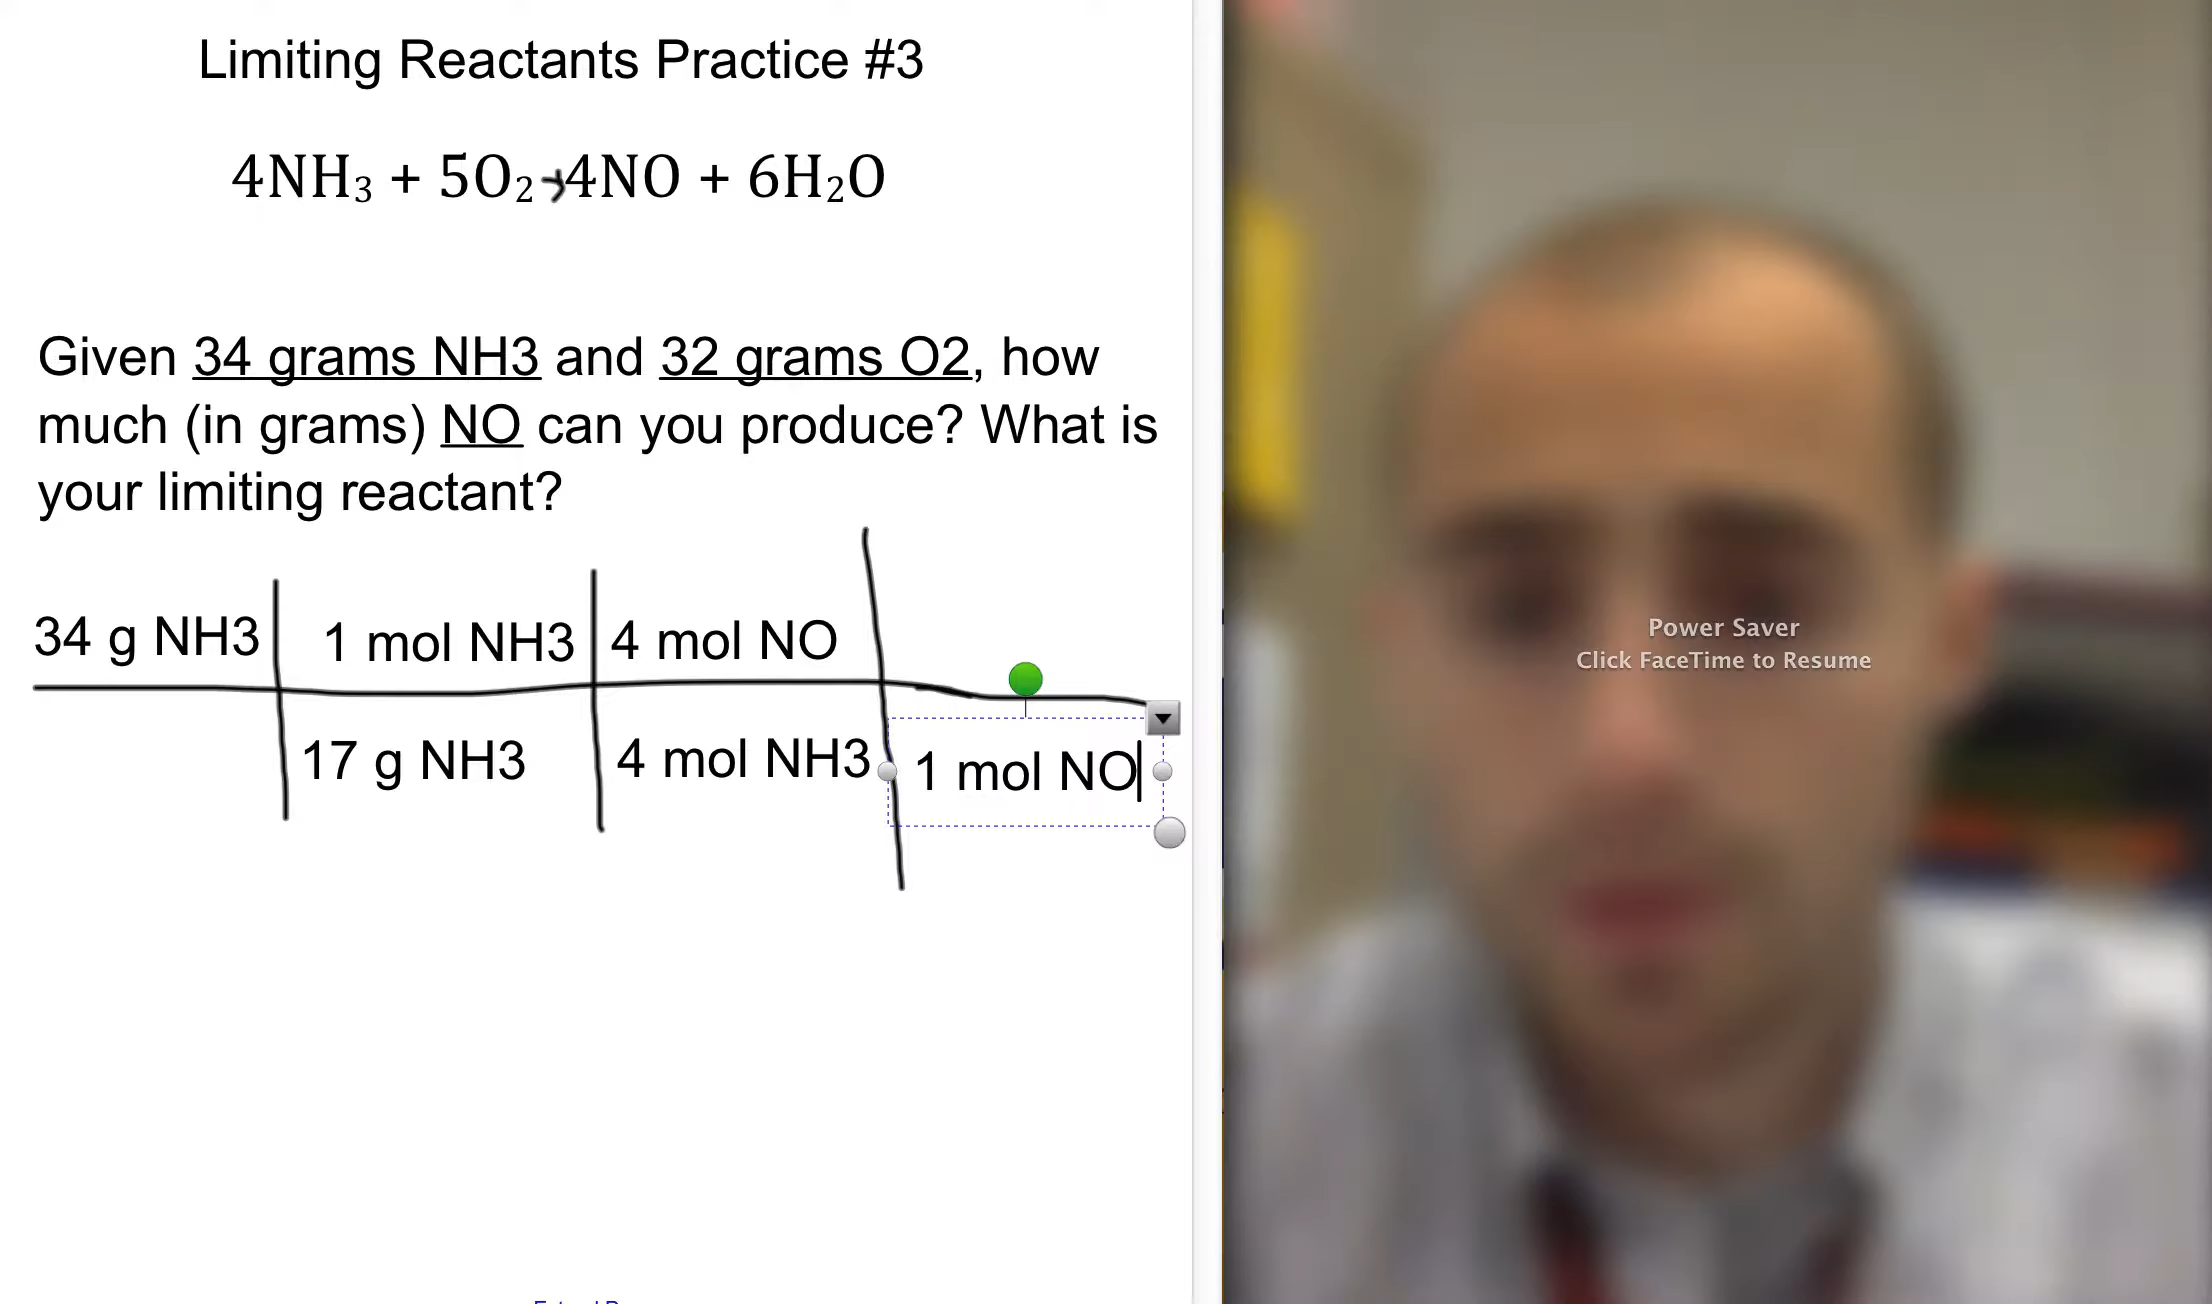 Limiting Reactants Practice #3
4NH₃ + 5O₂→4NO + 6H₂O
Given 34 grams NH3 and 32 grams O2, how
much (in grams) NO can you produce? What is
your limiting reactant?
34 g NH3 1 mol NH3 4 mol NO
17 g NH3 4 mol NH3 1 mol NO
Power Saver
Click FaceTime to Resume